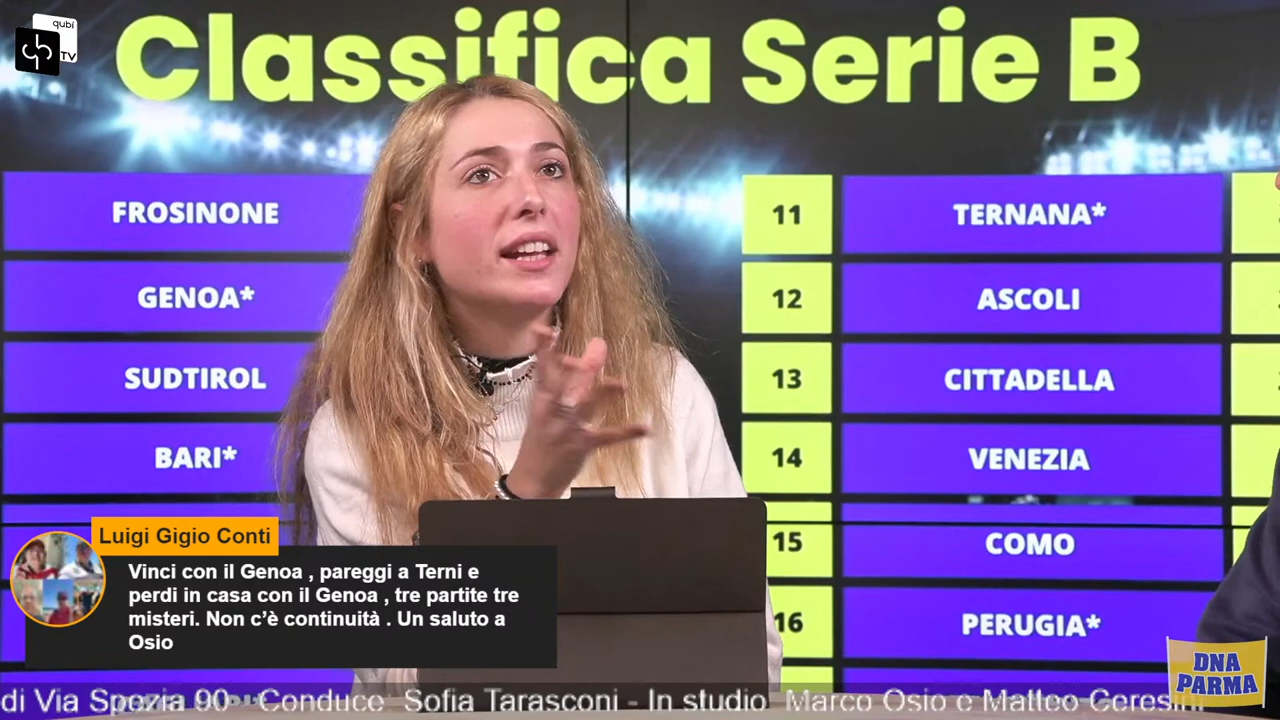 qubì
TV
Classifica Serie B
FROSINONE
GENOA*
SUDTIROL
BARI*
11
TERNANA*
12
ASCOLI
13
CITTADELLA
14
VENEZIA
15
COMO
16
PERUGIA*
Luigi Gigio Conti
Vinci con il Genoa , pareggi a Terni e
perdi in casa con il Genoa , tre partite tre
misteri. Non c'è continuità . Un saluto a
Osio
DNA
PARMA
di Via Spezia 90 - Conduce Sofia Tarasconi - In studio Marco Osio e Matteo Ceresini